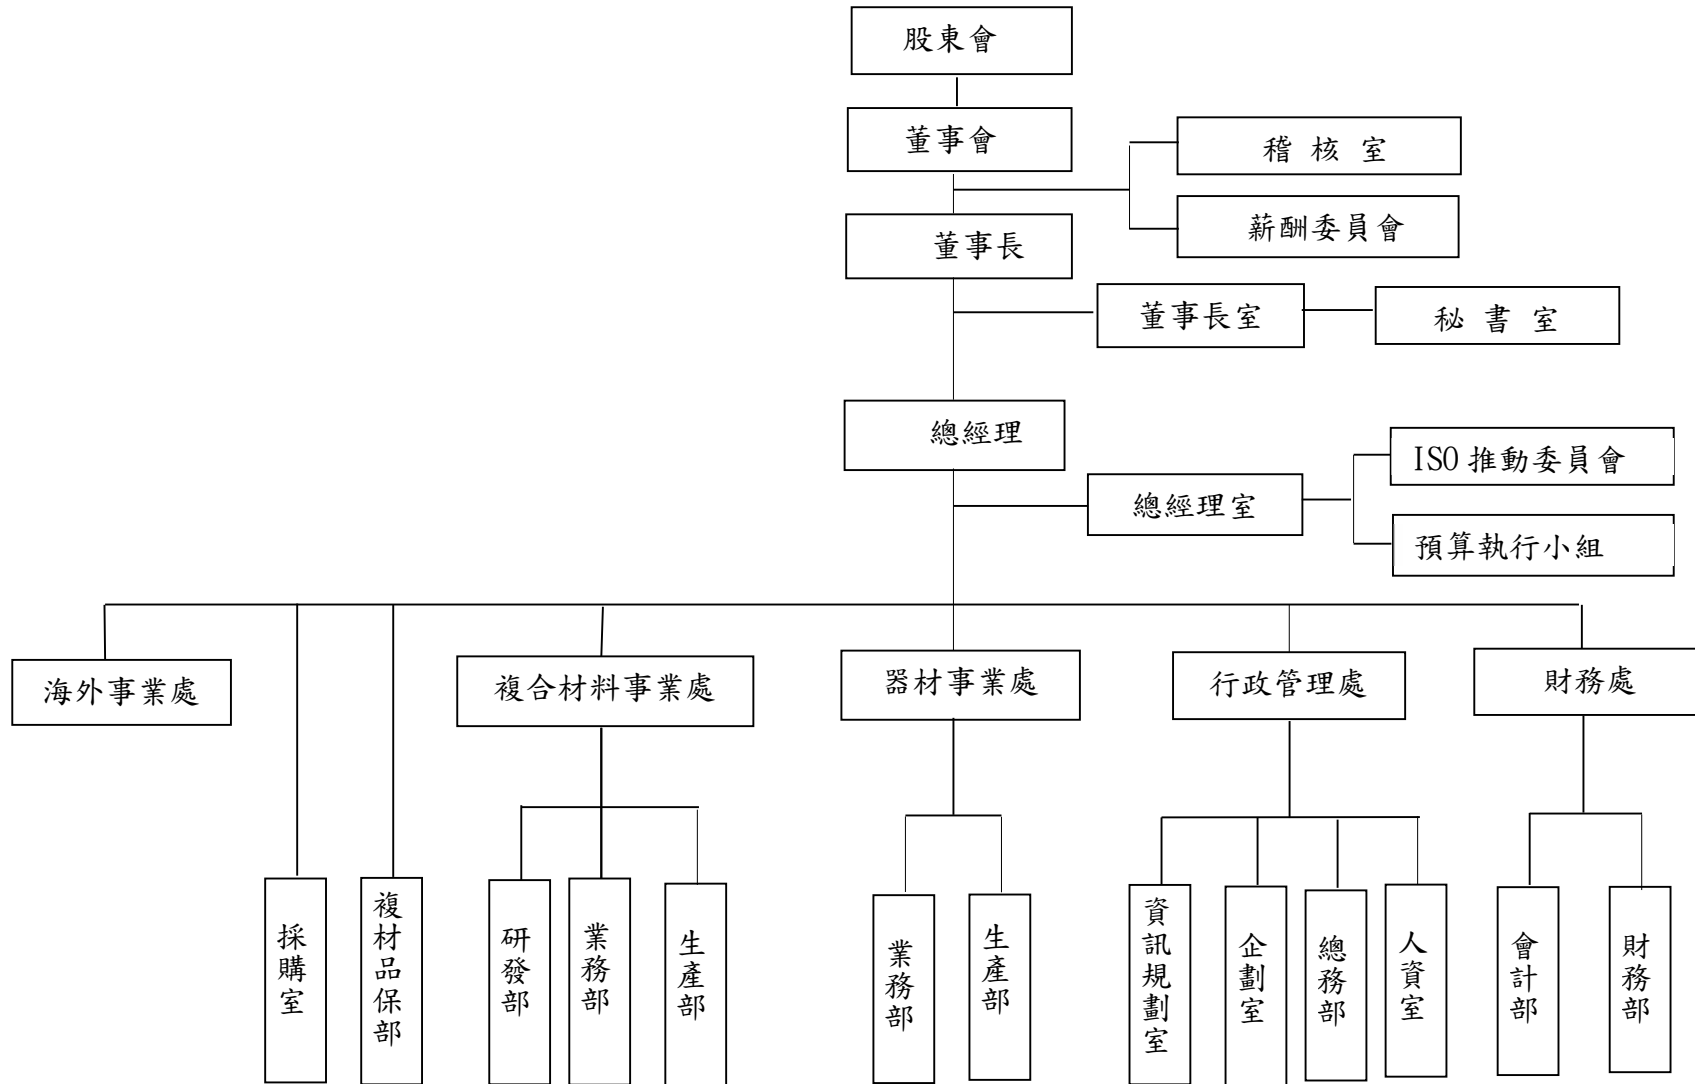 股東會
董事會
稽 核 室
薪酬委員會
董事長
董事長室
秘 書 室
總經理
ISO 推動委員會
總經理室
預算執行小組
海外事業處
複合材料事業處
器材事業處
行政管理處
財務處
採購室
複材品保部
研發部
業務部
生產部
業務部
生產部
資訊規劃室
企劃室
總務部
人資室
會計部
財務部